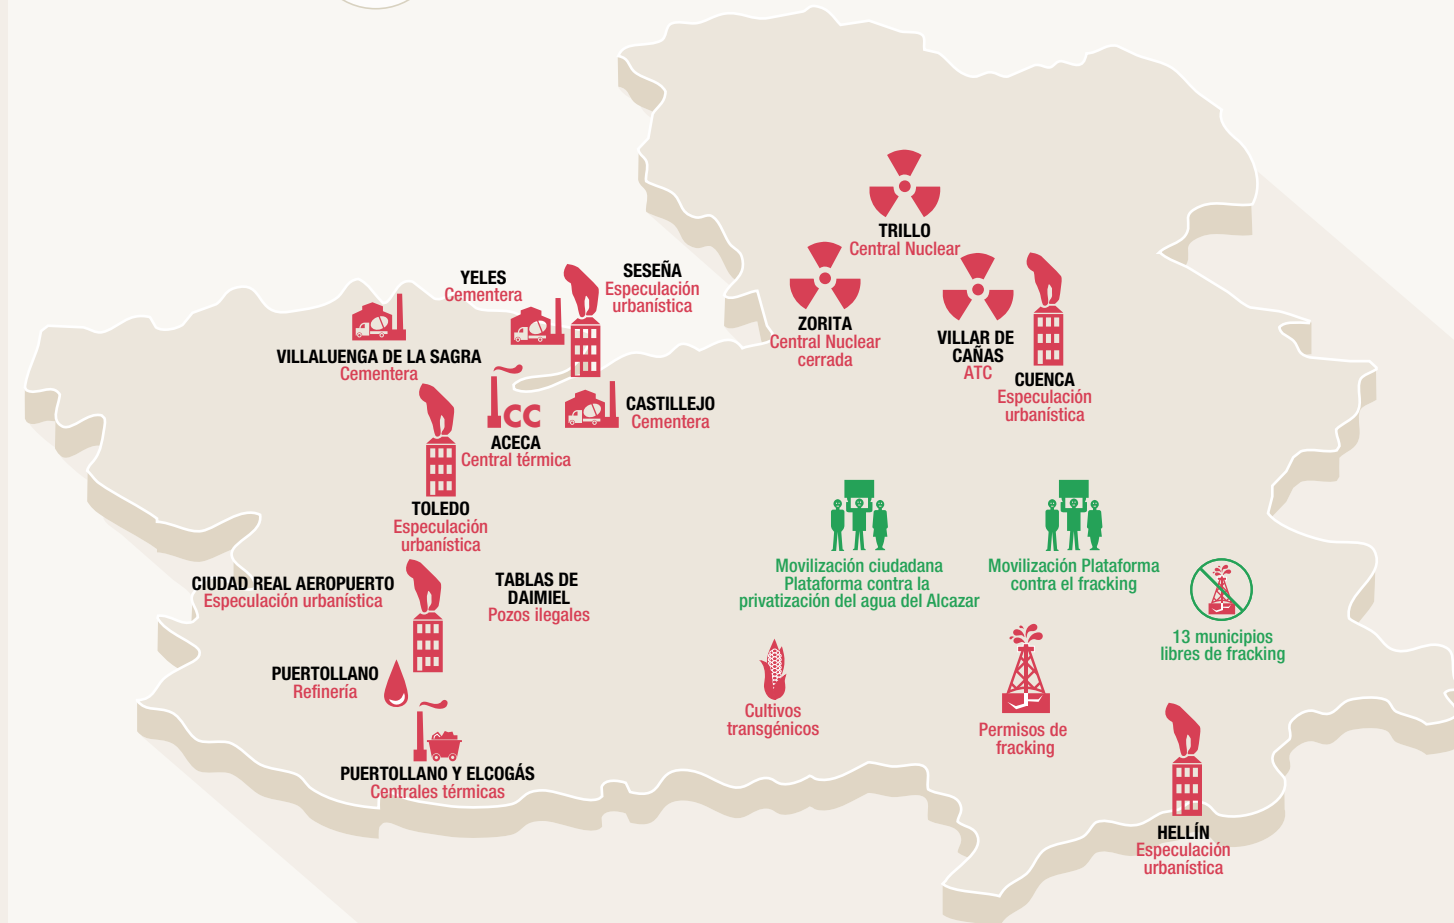 TRILLO
Central Nuclear
YELES
Cementera
SESEÑA
Especulación
urbanística
ZORITA
Central Nuclear
cerrada
VILLAR DE
CAÑAS
ATC
CUENCA
Especulación
urbanística
VILLALUENGA DE LA SAGRA
Cementera
CC
ACECA
Central térmica
CASTILLEJO
Cementera
TOLEDO
Especulación
urbanística
Movilización ciudadana
Plataforma contra la
privatización del agua del Alcazar
Movilización Plataforma
contra el fracking
13 municipios
libres de fracking
CIUDAD REAL AEROPUERTO
Especulación urbanística
TABLAS DE
DAIMIEL
Pozos ilegales
PUERTOLLANO
Refinería
Cultivos
transgénicos
Permisos de
fracking
PUERTOLLANO Y ELCOGÁS
Centrales térmicas
HELLÍN
Especulación
urbanística